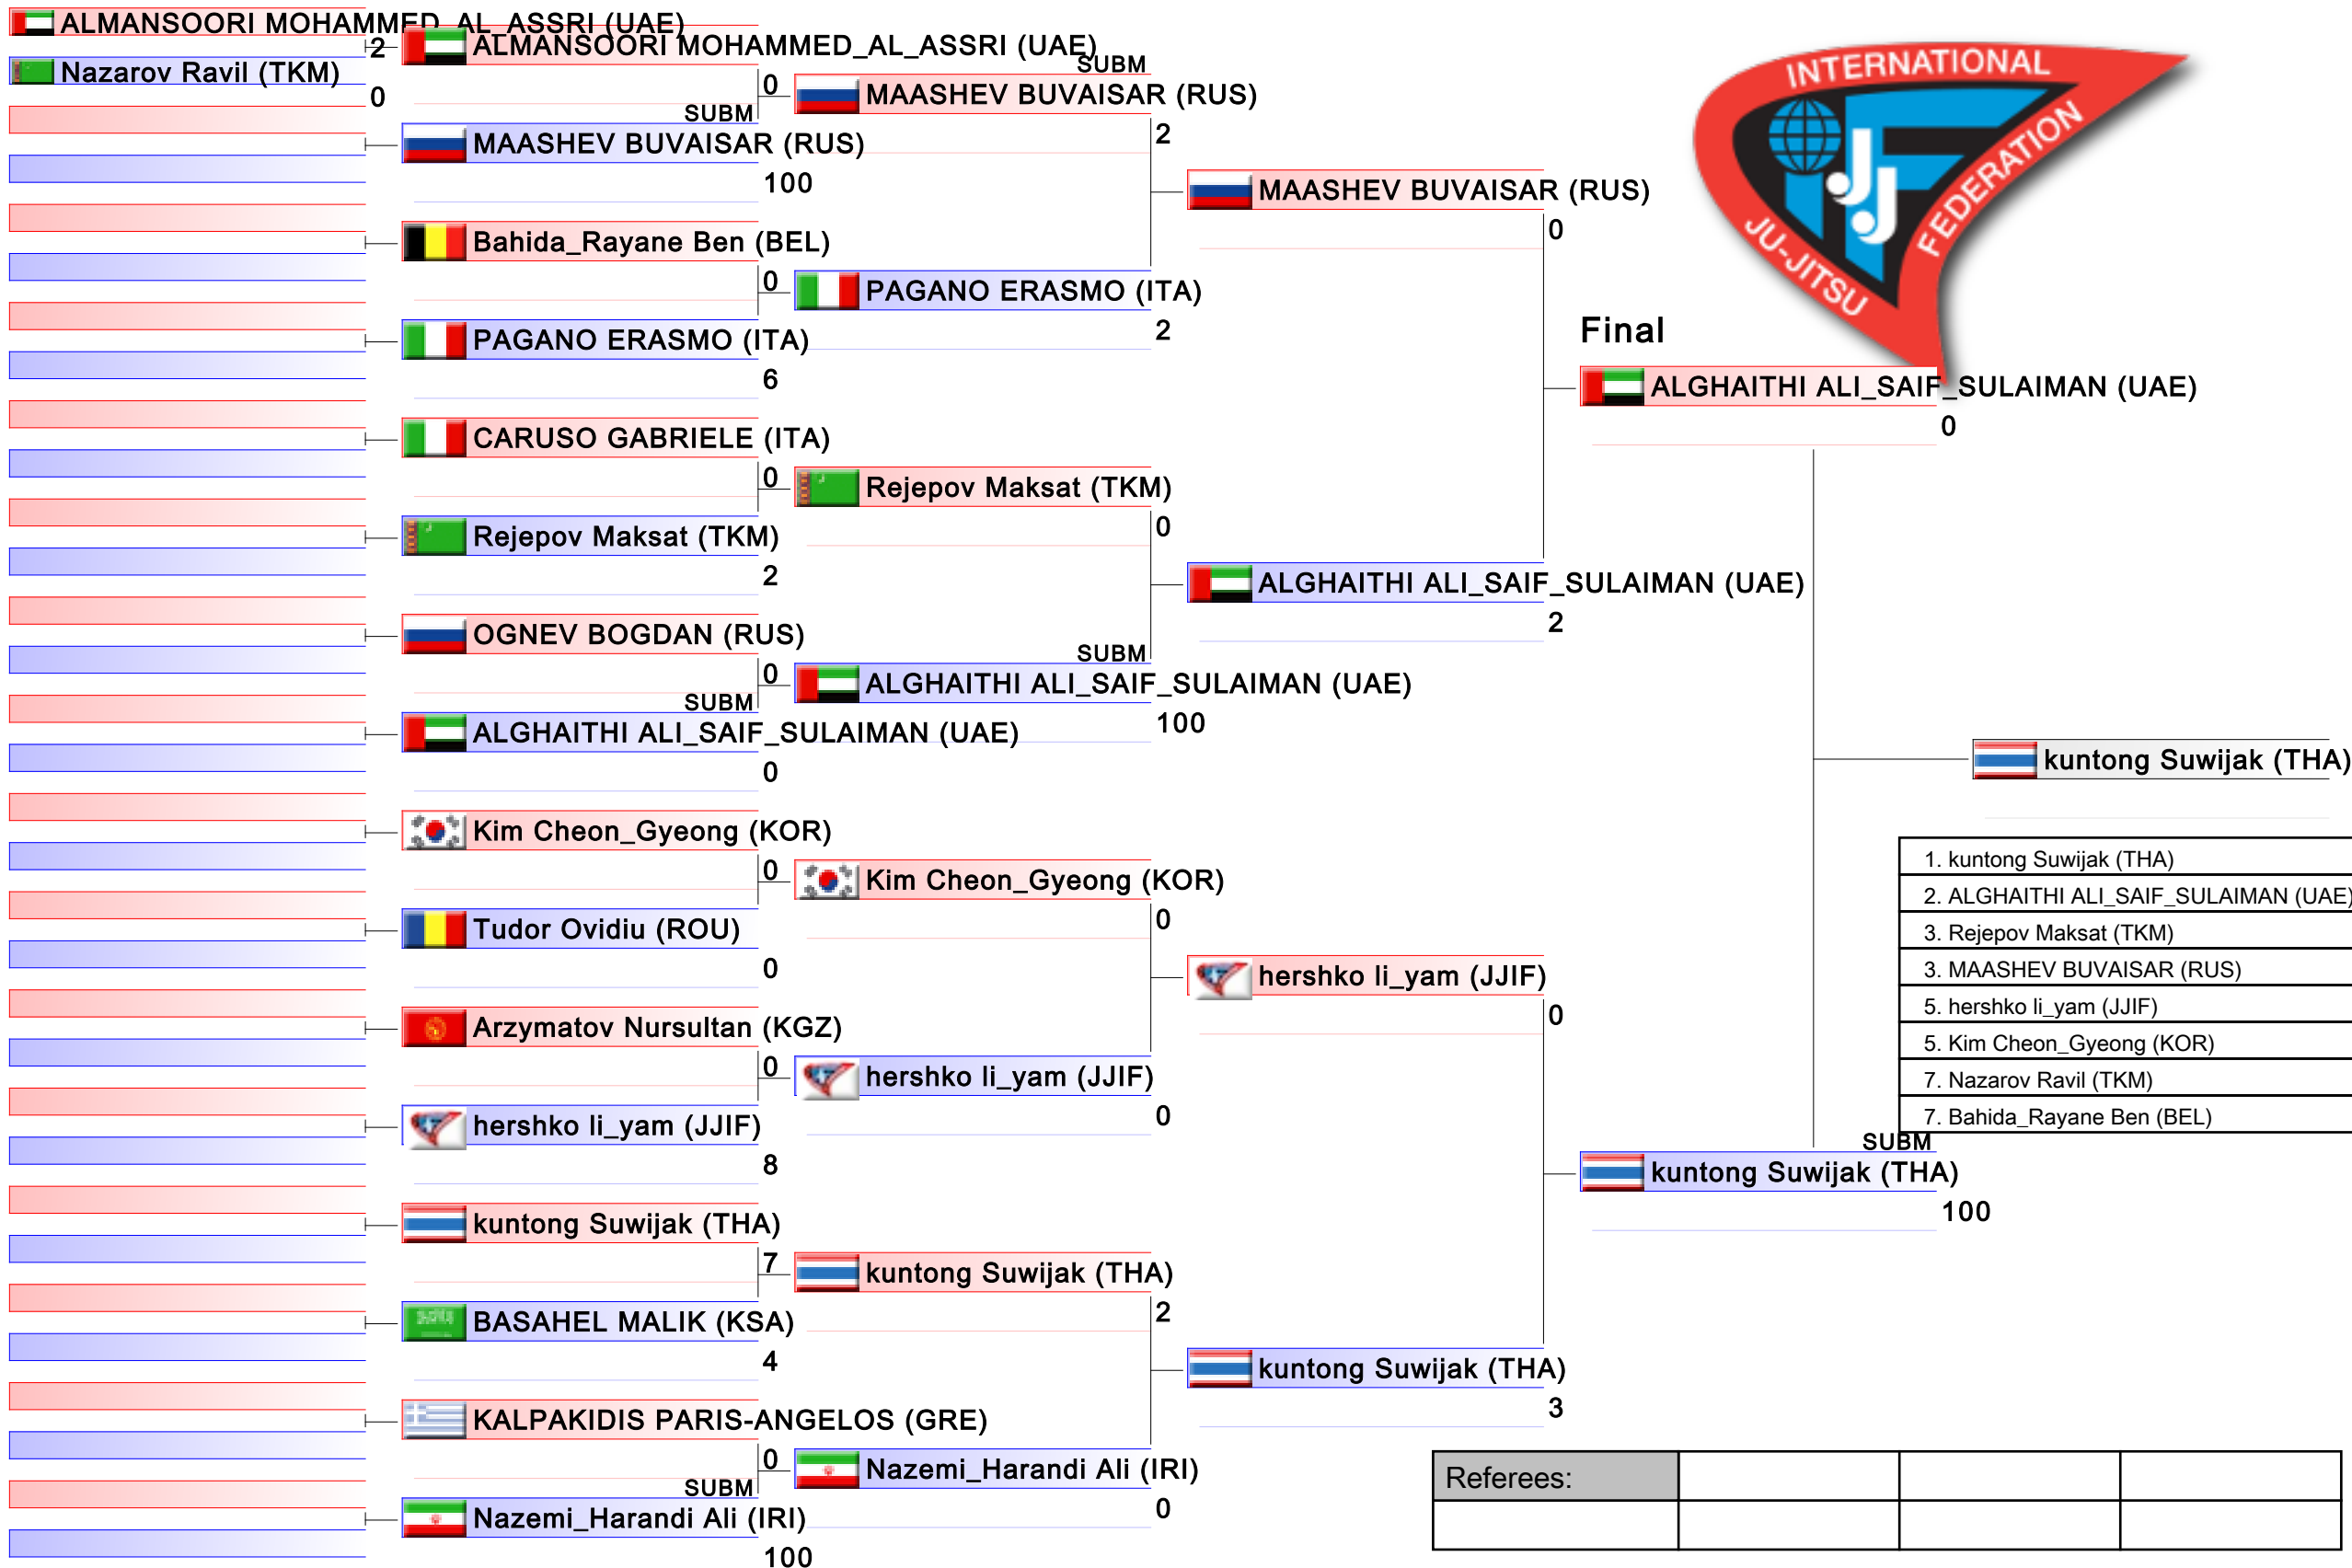 ALMANSOORI MOHAMMED_AL_ASSRI (UAE)
2
Nazarov Ravil (TKM)
0
ALMANSOORI MOHAMMED_AL_ASSRI (UAE)
0
SUBM
MAASHEV BUVAISAR (RUS)
100
Bahida_Rayane Ben (BEL)
0
PAGANO ERASMO (ITA)
6
CARUSO GABRIELE (ITA)
0
Rejepov Maksat (TKM)
2
OGNEV BOGDAN (RUS)
0
SUBM
ALGHAITHI ALI_SAIF_SULAIMAN (UAE)
0
Kim Cheon_Gyeong (KOR)
0
Tudor Ovidiu (ROU)
0
Arzymatov Nursultan (KGZ)
0
hershko li_yam (JJIF)
8
kuntong Suwijak (THA)
7
BASAHEL MALIK (KSA)
4
KALPAKIDIS PARIS-ANGELOS (GRE)
0
SUBM
Nazemi_Harandi Ali (IRI)
100
SUBM
MAASHEV BUVAISAR (RUS)
2
PAGANO ERASMO (ITA)
2
Rejepov Maksat (TKM)
0
SUBM
ALGHAITHI ALI_SAIF_SULAIMAN (UAE)
100
Kim Cheon_Gyeong (KOR)
0
hershko li_yam (JJIF)
0
kuntong Suwijak (THA)
2
Nazemi_Harandi Ali (IRI)
0
MAASHEV BUVAISAR (RUS)
0
ALGHAITHI ALI_SAIF_SULAIMAN (UAE)
2
hershko li_yam (JJIF)
0
kuntong Suwijak (THA)
3
INTERNATIONAL
FEDERATION
JU-JITSU
JJIF
Final
ALGHAITHI ALI_SAIF_SULAIMAN (UAE)
0
SUBM
kuntong Suwijak (THA)
100
kuntong Suwijak (THA)
1. kuntong Suwijak (THA)
2. ALGHAITHI ALI_SAIF_SULAIMAN (UAE)
3. Rejepov Maksat (TKM)
3. MAASHEV BUVAISAR (RUS)
5. hershko li_yam (JJIF)
5. Kim Cheon_Gyeong (KOR)
7. Nazarov Ravil (TKM)
7. Bahida_Rayane Ben (BEL)
Referees: